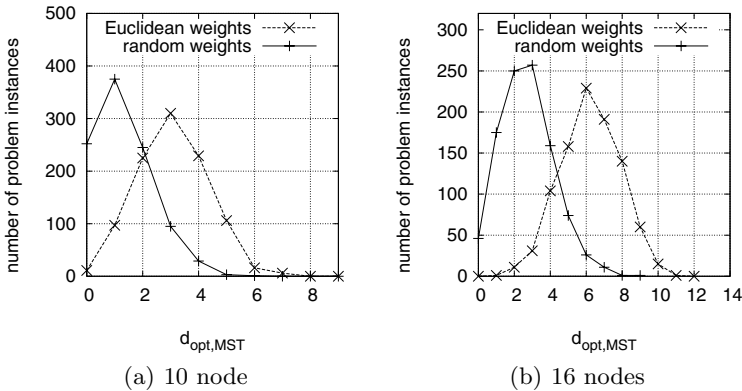 Euclidean weights
random weights
number of problem instances
500
400
300
200
100
0
0 2 4 6 8
d_opt,MST
(a) 10 node
Euclidean weights
random weights
number of problem instances
300
250
200
150
100
50
0
0 2 4 6 8 10 12 14
d_opt,MST
(b) 16 nodes